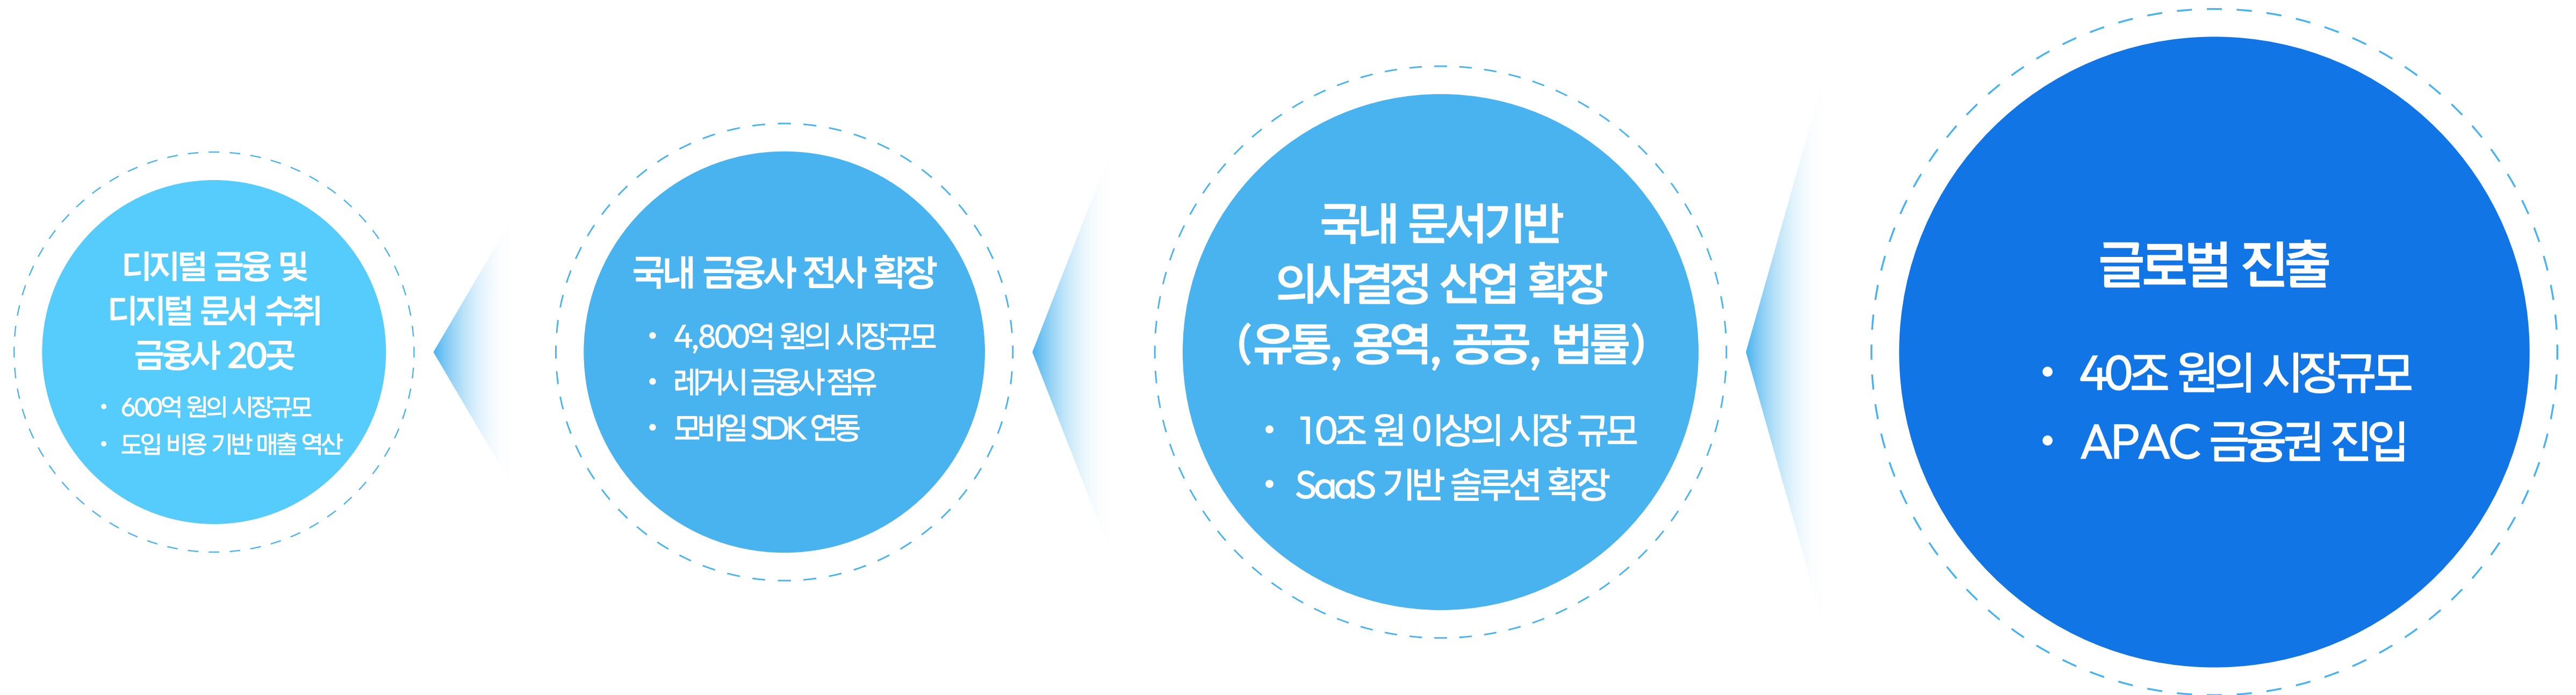 디지털 금융 및
디지털 문서 수취
금융사 20곳
• 600억 원의 시장규모
• 도입 비용 기반 매출 역산
국내 금융사 전사 확장
• 4,800억 원의 시장규모
• 레거시 금융사 점유
• 모바일 SDK 연동
국내 문서기반
의사결정 산업 확장
(유통, 용역, 공공, 법률)
• 10조 원 이상의 시장 규모
• SaaS 기반 솔루션 확장
글로벌 진출
• 40조 원의 시장규모
• APAC 금융권 진입